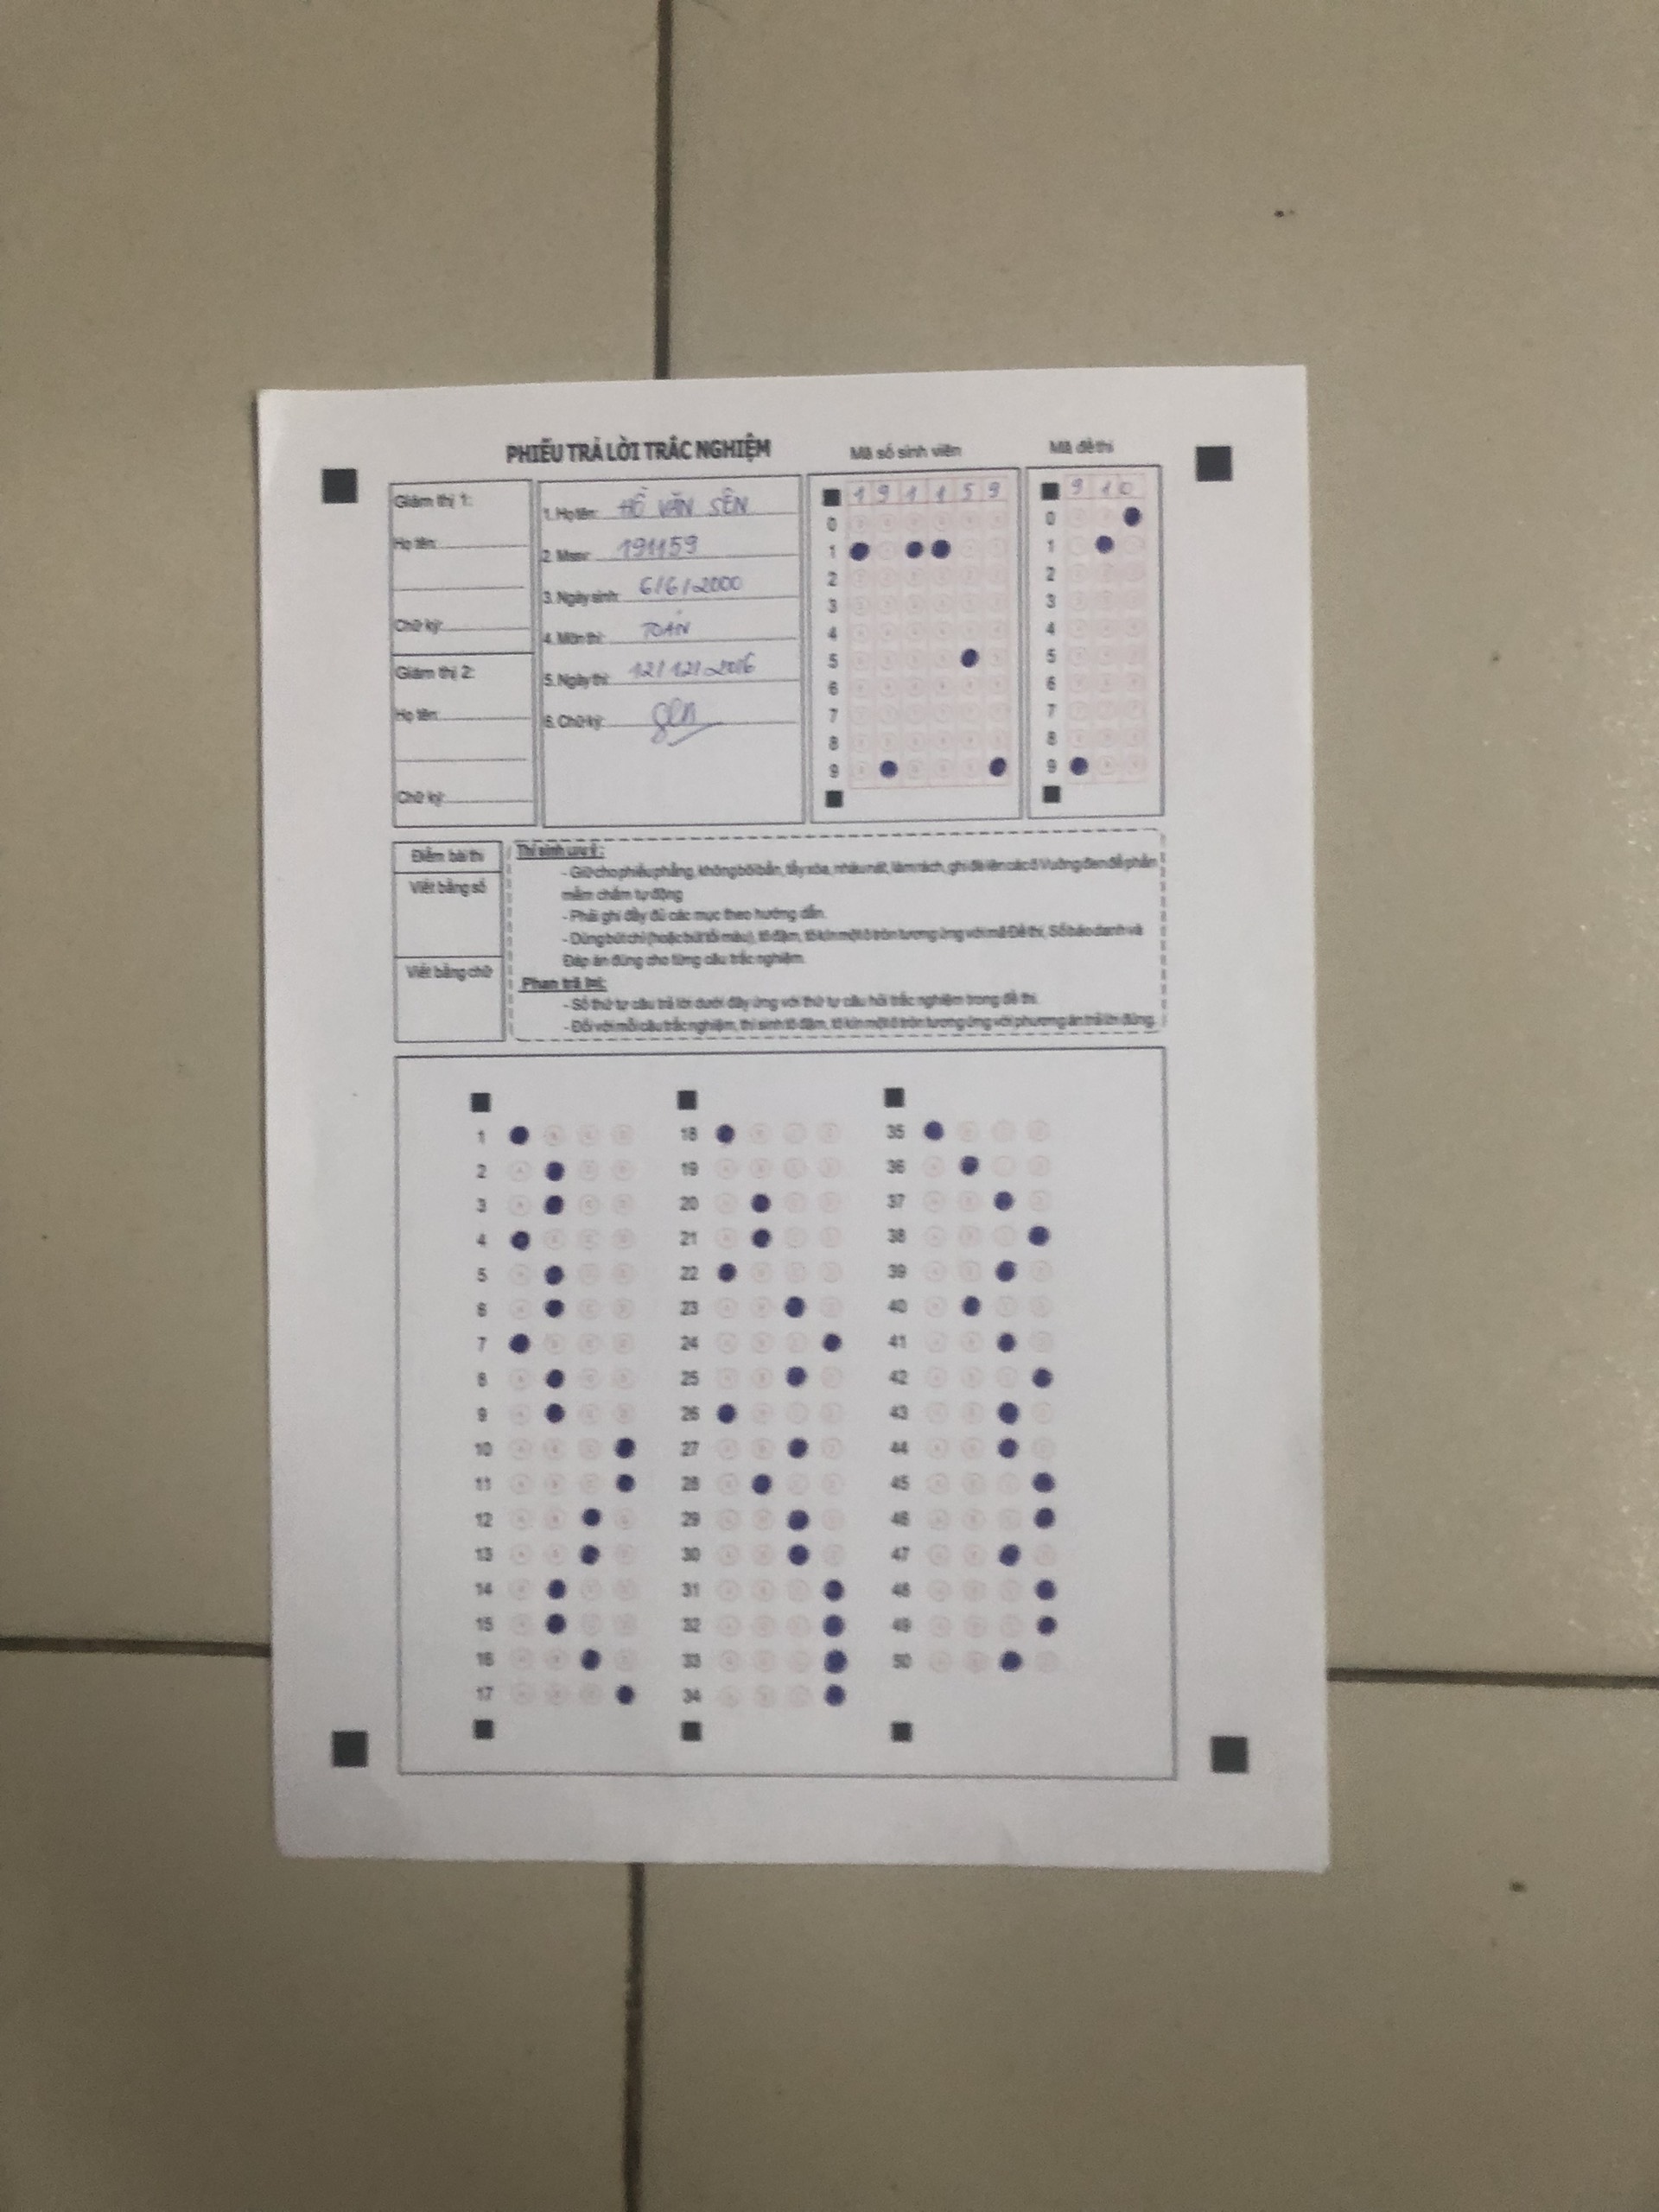 PHIẾU TRẢ LỜI TRẮC NGHIỆM
Mã số sinh viên
Mã đề thi
Giám thị 1:
Họ tên:
Chữ ký:
Giám thị 2:
Họ tên:
Chữ ký:
1. Họ tên: HỒ VĂN SÊN
2. Mssv: 191159
3. Ngày sinh: 6/6/2000
4. Môn thi: TOÁN
5. Ngày thi: 12/12/2016
6. Chữ ký:
1 9 1 1 5 9
0
1
2
3
4
5
6
7
8
9
9 1 0
0
1
2
3
4
5
6
7
8
9
Điểm bài thi
Viết bằng số
Viết bằng chữ
Thí sinh lưu ý:
- Giữ cho phiếu phẳng, không bôi bẩn, tẩy xóa, nhàu nát, làm rách, ghi đè lên các ô Vuông đen để phần
mềm chấm tự động
- Phải ghi đầy đủ các mục theo hướng dẫn.
- Dùng bút chì (hoặc bút tối màu), tô đậm, tô kín một ô tròn tương ứng với mã Đề thi, Số báo danh và
Đáp án đúng cho từng câu trắc nghiệm.
Phan trả lời:
- Số thứ tự câu trả lời dưới đây ứng với thứ tự câu hỏi trắc nghiệm trong đề thi.
- Đối với mỗi câu trắc nghiệm, thí sinh tô đậm, tô kín một ô tròn tương ứng với phương án trả lời đúng.
1
2
3
4
5
6
7
8
9
10
11
12
13
14
15
16
17
18
19
20
21
22
23
24
25
26
27
28
29
30
31
32
33
34
35
36
37
38
39
40
41
42
43
44
45
46
47
48
49
50